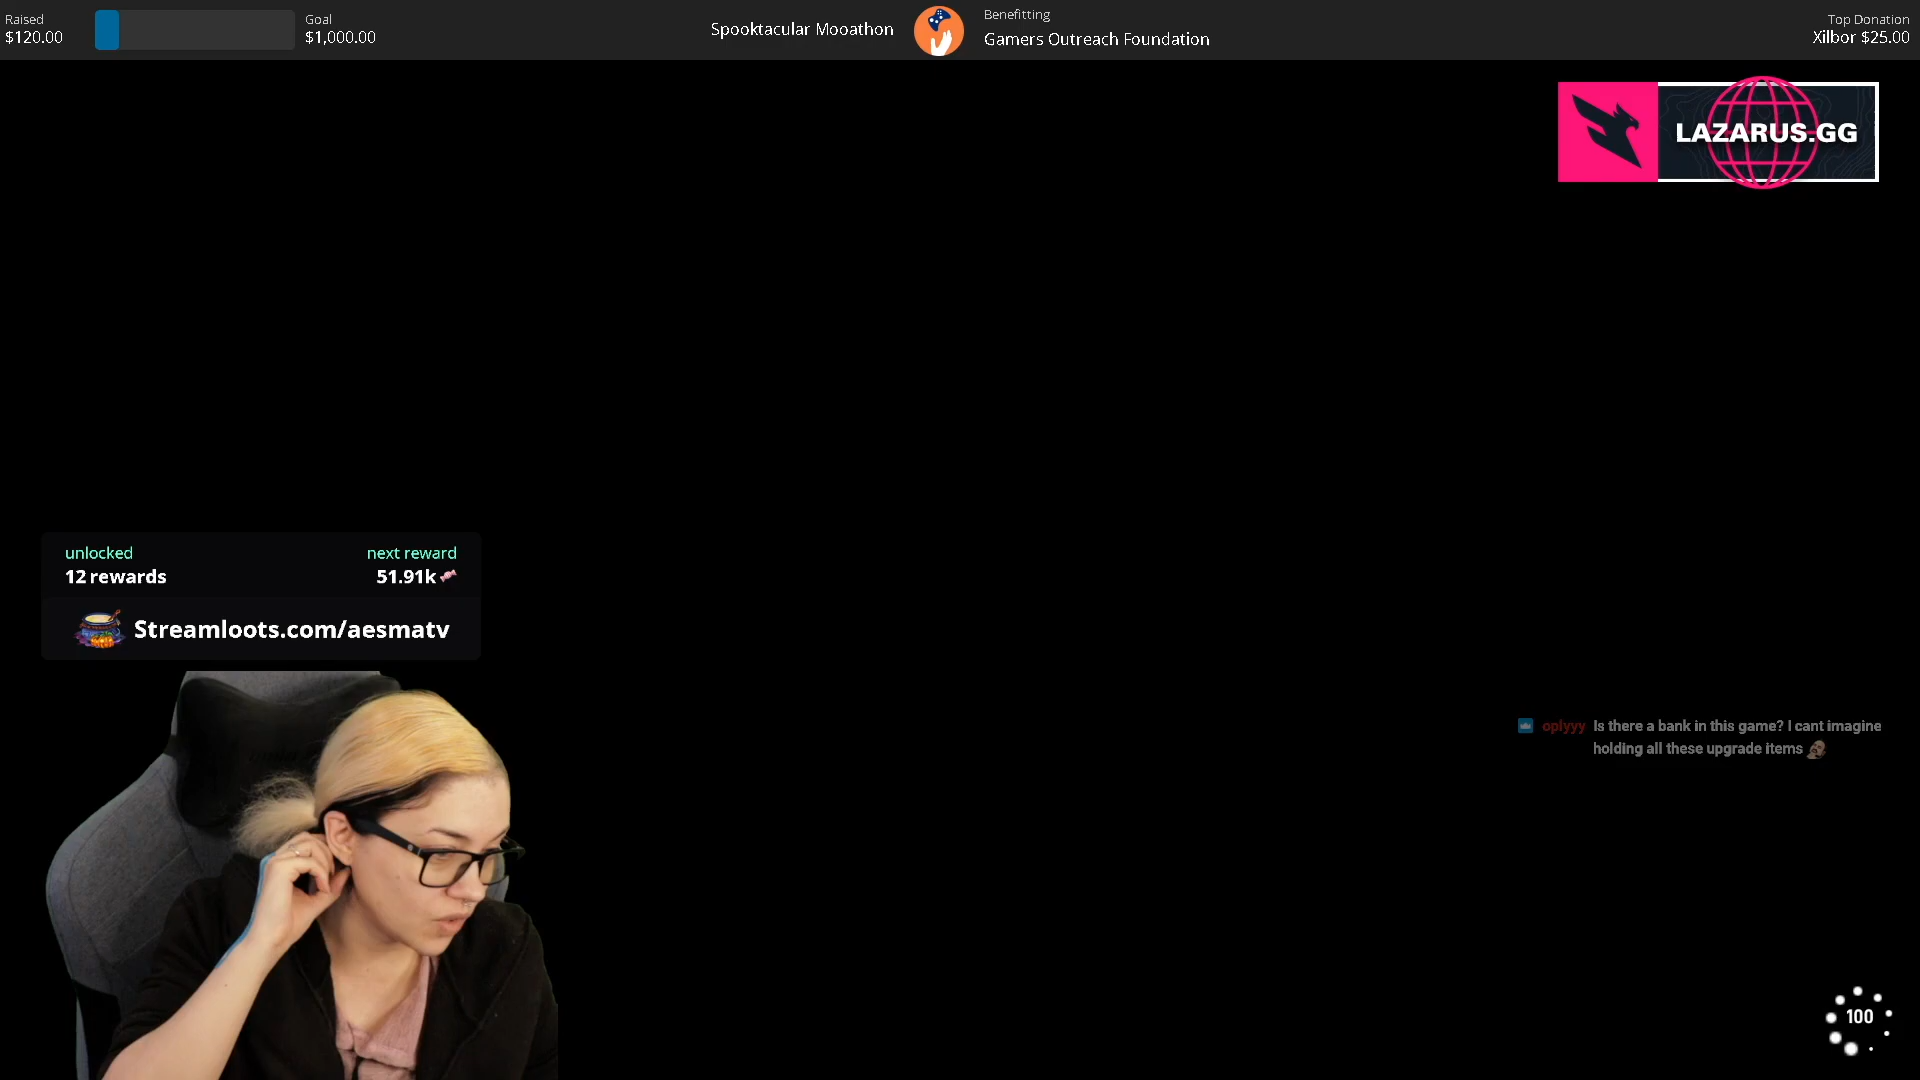 Raised
$120.00
Goal
$1,000.00
Spooktacular Mooathon
Benefitting
Gamers Outreach Foundation
Top Donation
Xilbor $25.00
LAZARUS.GG
unlocked
12 rewards
next reward
51.91k
Streamloots.com/aesmatv
oplyyy Is there a bank in this game? I cant imagine
holding all these upgrade items
100